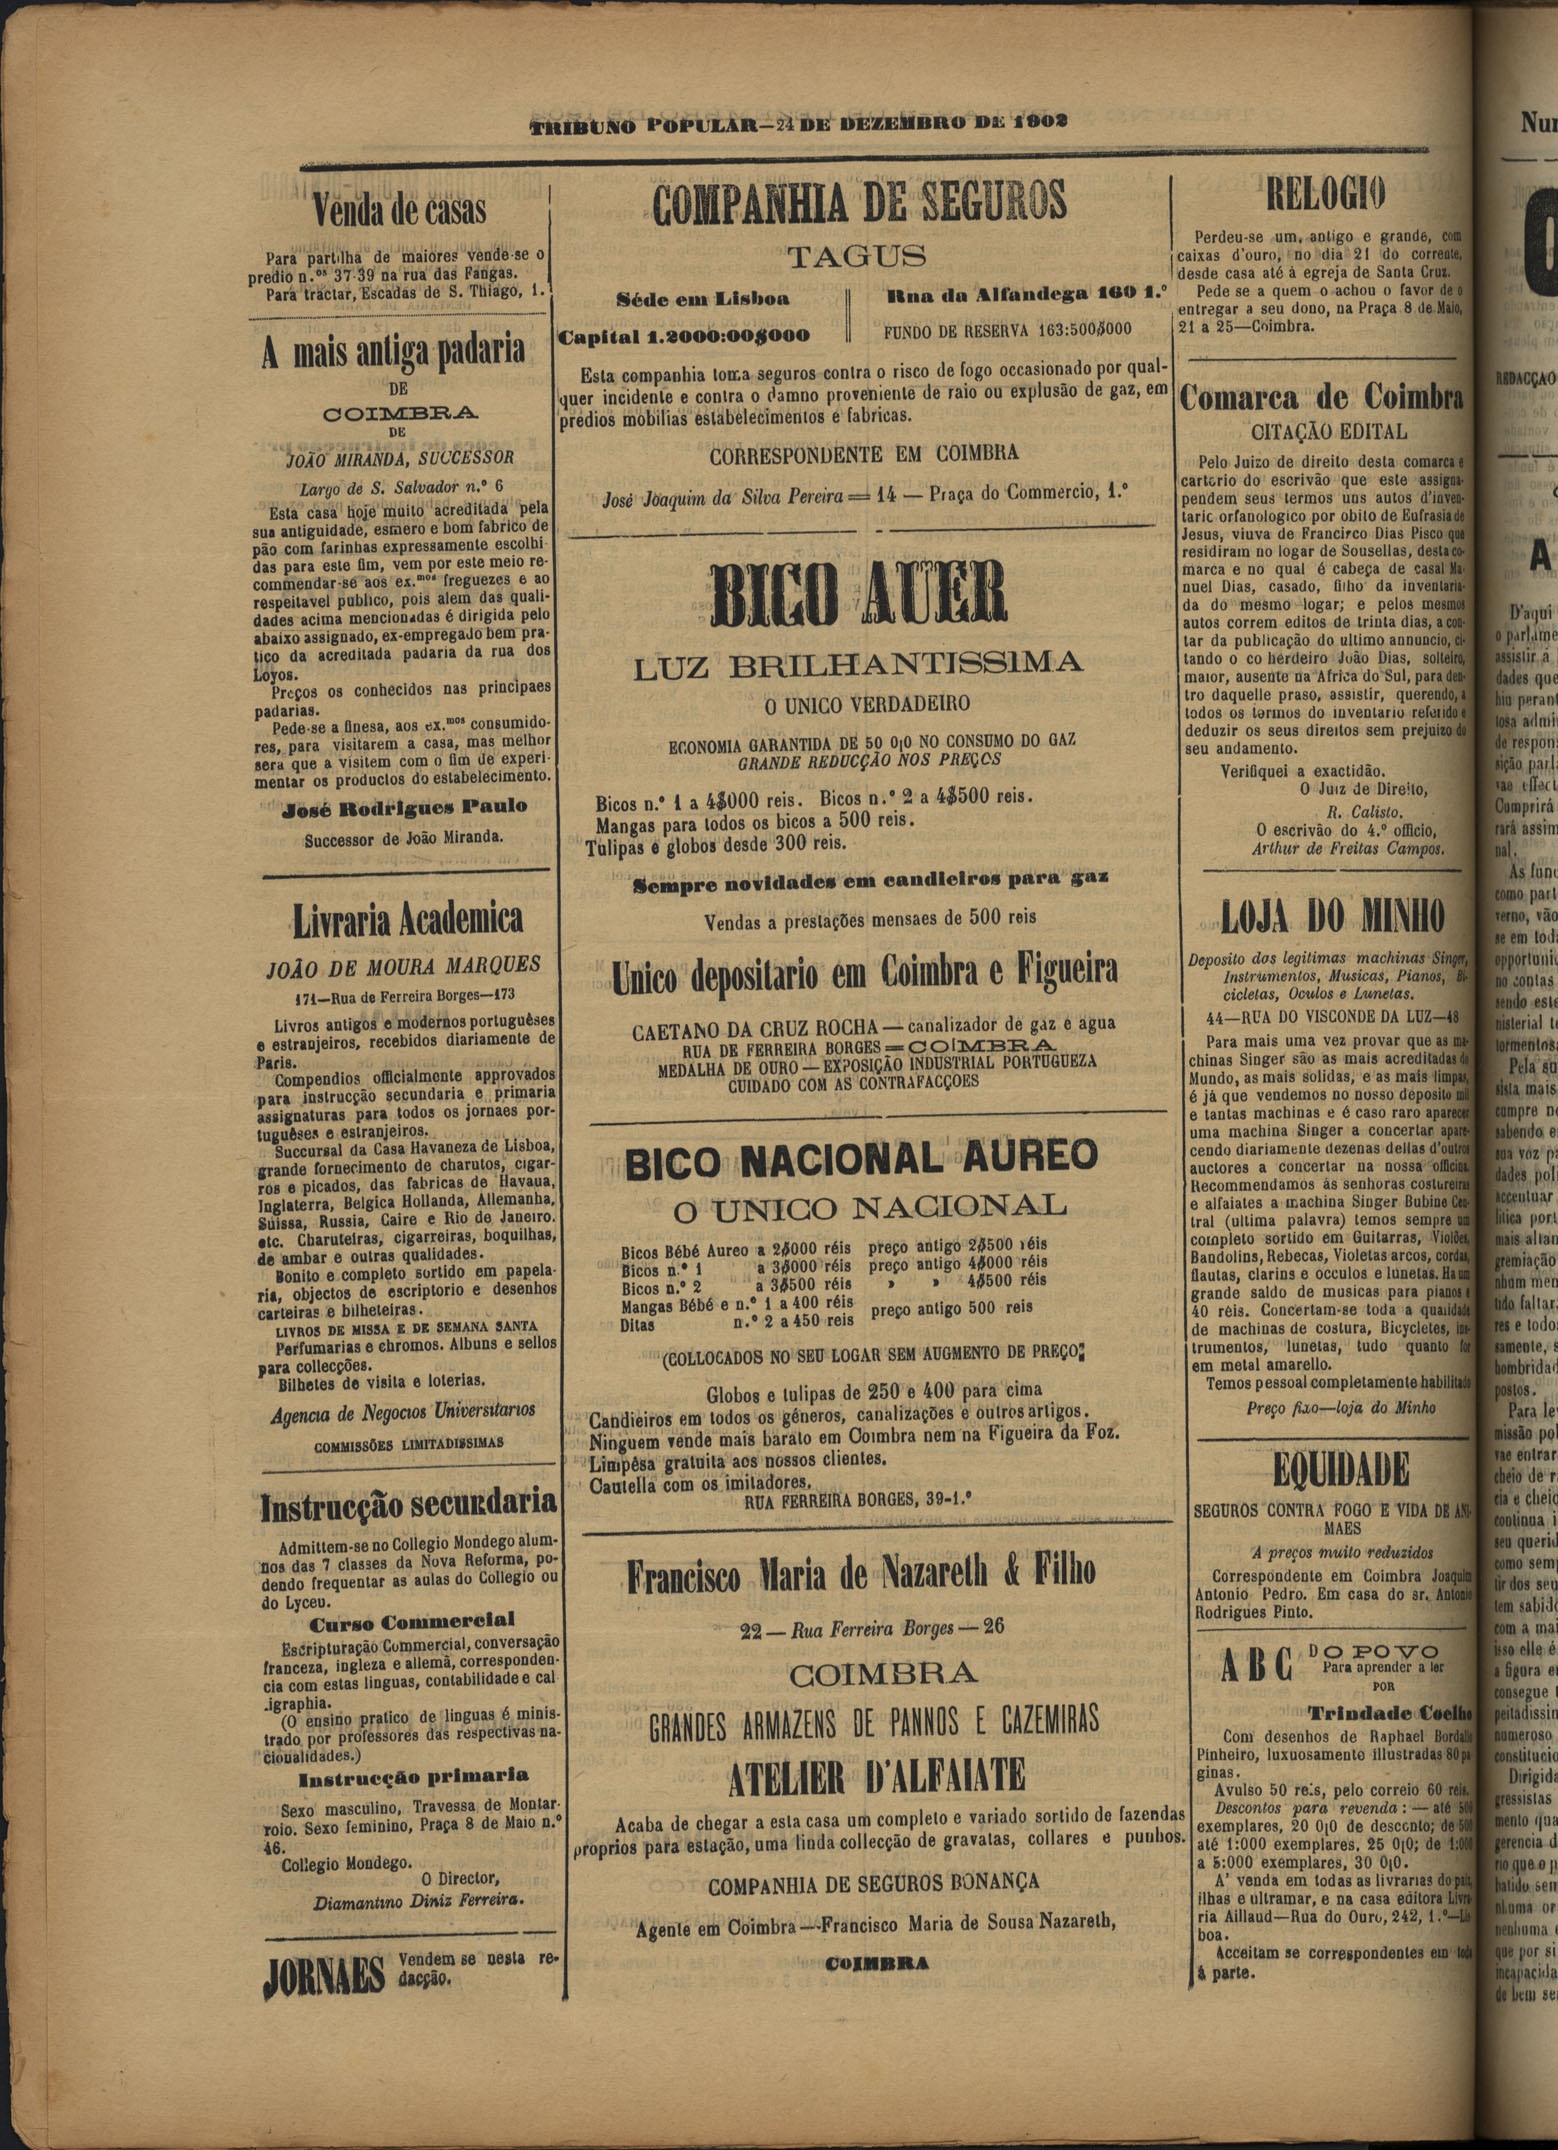 TRIBUNO POPULAR—24 DE DEZEMBRO DE 1902
Venda de casas
Para partilha de maiores vende-se o
predio n.os 37-39 na rua das Fangas.
Para tractar, Escadas de S. Thiago, 1.
A mais antiga padaria
DE
COIMBRA
DE
JOÃO MIRANDA, SUCCESSOR
Largo de S. Salvador n.º 6
Esta casa hoje muito acreditada pela
sua antiguidade, esmero e bom fabrico de
pão com farinhas expressamente escolhi-
das para este fim, vem por este meio re-
commendar-se aos ex.mos freguezes e ao
respeitavel publico, pois alem das quali-
dades acima mencionadas é dirigida pelo
abaixo assignado, ex-empregado bem pra-
tico da acreditada padaria da rua dos
Loyos.
Preços os conhecidos nas principaes
padarias.
Pede-se a finesa, aos ex.mos consumido-
res, para visitarem a casa, mas melhor
sera que a visitem com o fim de experi-
mentar os productos do estabelecimento.
José Rodrigues Paulo
Successor de João Miranda.
Livraria Academica
JOÃO DE MOURA MARQUES
171—Rua de Ferreira Borges—173
Livros antigos e modernos portuguêses
e estranjeiros, recebidos diariamente de
Paris.
Compendios officialmente approvados
para instrucção secundaria e primaria
assignaturas para todos os jornaes por-
tuguêses e estranjeiros.
Succursal da Casa Havaneza de Lisboa,
grande fornecimento de charutos, cigar-
ros e picados, das fabricas de Havaua,
Inglaterra, Belgica Hollanda, Allemanha,
Suissa, Russia, Caire e Rio de Janeiro.
etc. Charuteiras, cigarreiras, boquilhas,
de ambar e outras qualidades.
Bonito e completo sortido em papela-
ria, objectos de escriptorio e desenhos
carteiras e bilheteiras.
LIVROS DE MISSA E DE SEMANA SANTA
Perfumarias e chromos. Albuns e sellos
para collecções.
Bilhetes de visita e loterias.
Agencia de Negocios Universitarios
COMMISSÕES LIMITADISSIMAS
Instrucção secundaria
Admittem-se no Collegio Mondego alum-
nos das 7 classes da Nova Reforma, po-
dendo frequentar as aulas do Collegio ou
do Lyceu.
Curso Commercial
Escripturação Commercial, conversação
franceza, ingleza e allemã, corresponden-
cia com estas linguas, contabilidade e cal
.igraphia.
(O ensino pratico de linguas é minis-
trado por professores das respectivas na-
cionalidades.)
Instrucção primaria
Sexo masculino, Travessa de Montar-
roio. Sexo feminino, Praça 8 de Maio n.º
46.
Collegio Mondego.
O Director,
Diamantino Diniz Ferreira.
JORNAES Vendem se nesta re-
dacção.
COMPANHIA DE SEGUROS
TAGUS
Séde em Lisboa
Capital 1.2000:00$000
Rna da Alfandega 160 1.º
FUNDO DE RESERVA 163:500$000
Esta companhia toma seguros contra o risco de fogo occasionado por qual-
quer incidente e contra o damno proveniente de raio ou explusão de gaz, em
predios mobilias estabelecimentos e fabricas.
CORRESPONDENTE EM COIMBRA
José Joaquim da Silva Pereira=14 — Praça do Commercio, 1.º
BICO AUER
LUZ BRILHANTISS1MA
O UNICO VERDADEIRO
ECONOMIA GARANTIDA DE 50 0|0 NO CONSUMO DO GAZ
GRANDE REDUCÇÃO NOS PREÇOS
Bicos n.º 1 a 4$000 reis. Bicos n.º 2 a 4$500 reis.
Mangas para todos os bicos a 500 reis.
Tulipas e globos desde 300 reis.
Sempre novidades em candieiros para gaz
Vendas a prestações mensaes de 500 reis
Unico depositario em Coimbra e Figueira
CAETANO DA CRUZ ROCHA — canalizador de gaz e agua
RUA DE FERREIRA BORGES=COIMBRA
MEDALHA DE OURO — EXPOSIÇÃO INDUSTRIAL PORTUGUEZA
CUIDADO COM AS CONTRAFACÇOES
BICO NACIONAL AUREO
O UNICO NACIONAL
Bicos Bébé Aureo a 2$000 réis preço antigo 2$500 réis
Bicos n.º 1 a 3$000 réis preço antigo 4$000 réis
Bicos n.º 2 a 3$500 réis » » 4$500 réis
Mangas Bébé e n.º 1 a 400 réis
Ditas n.º 2 a 450 reis preço antigo 500 reis
(COLLOCADOS NO SEU LOGAR SEM AUGMENTO DE PREÇO
Globos e tulipas de 250 e 400 para cima
Candieiros em todos os géneros, canalizações e outros artigos.
Ninguem vende mais barato em Coimbra nem na Figueira da Foz.
Limpêsa gratuita aos nossos clientes.
Cautella com os imitadores.
RUA FERREIRA BORGES, 39-1.º
Francisco Maria de Nazareth & Filho
22 — Rua Ferreira Borges — 26
COIMBRA
GRANDES ARMAZENS DE PANNOS E CAZEMIRAS
ATELIER D'ALFAIATE
Acaba de chegar a esta casa um completo e variado sortido de fazendas
proprios para estação, uma linda collecção de gravatas, collares e punhos.
COMPANHIA DE SEGUROS BONANÇA
Agente em Coimbra—Francisco Maria de Sousa Nazareth,
COIMBRA
RELOGIO
Perdeu-se um, antigo e grande, com
caixas d'ouro, no dia 21 do corrente,
desde casa até á egreja de Santa Cruz.
Pede se a quem o achou o favor de o
entregar a seu dono, na Praça 8 de Maio,
21 a 25—Coimbra.
Comarca de Coimbra
CITAÇÃO EDITAL
Pelo Juizo de direito desta comarca e
cartorio do escrivão que este assigna-
pendem seus termos uns autos d'inven-
taric orfanologico por obito de Eufrasia de
Jesus, viuva de Francirco Dias Pisco que
residiram no logar de Sousellas, desta co-
marca e no qual é cabeça de casal Ma-
nuel Dias, casado, filho da inventaria-
da do mesmo logar; e pelos mesmos
autos correm editos de trinta dias, a con-
tar da publicação do ultimo annuncio, ci-
tando o co herdeiro João Dias, solteiro,
maior, ausente na Africa do Sul, para den-
tro daquelle praso, assistir, querendo, a
todos os termos do inventario referido e
deduzir os seus direitos sem prejuizo do
seu andamento.
Verifiquei a exactidão.
O Juiz de Direito,
R. Calisto.
O escrivão do 4.º officio,
Arthur de Freitas Campos.
LOJA DO MINHO
Deposito das legitimas machinas Singer,
Instrumentos, Musicas, Pianos, Bi-
cicletas, Oculos e Lunetas.
44—RUA DO VISCONDE DA LUZ—48
Para mais uma vez provar que as ma-
chinas Singer são as mais acreditadas do
Mundo, as mais solidas, e as mais limpas,
é já que vendemos no nosso deposito mil
e tantas machinas e é caso raro aparecer
uma machina Singer a concertar apare-
cendo diariamente dezenas dellas d'outros
auctores a concertar na nossa officina.
Recommendamos ás senhoras costureiras
e alfaiates a machina Singer Bubine Cen-
tral (ultima palavra) temos sempre um
completo sortido em Guitarras, Violões,
Bandolins, Rebecas, Violetas arcos, cordas,
flautas, clarins e occulos e lunetas. Ha um
grande saldo de musicas para pianos e
40 réis. Concertam-se toda a qualidade
de machinas de costura, Bicycletes, ins-
trumentos, lunetas, tudo quanto for
em metal amarello.
Temos pessoal completamente habilitado
Preço fixo—loja do Minho
EQUIDADE
SEGUROS CONTRA FOGO E VIDA DE ANI-
MAES
A preços muito reduzidos
Correspondente em Coimbra Joaquim
Antonio Pedro. Em casa do sr. Antonio
Rodrigues Pinto.
A B C DO POVO
Para aprender a ler
POR
Trindade Coelho
Com desenhos de Raphael Bordallo
Pinheiro, luxuosamento illustradas 80 pa
ginas.
Avulso 50 reis, pelo correio 60 reis.
Descontos para revenda:—até 500
exemplares, 20 0|0 de desconto; de 500
até 1:000 exemplares, 25 0|0; de 1:000
a 5:000 exemplares, 30 0|0.
A' venda em todas as livrarias do paiz,
ilhas e ultramar, e na casa editora Livra-
ria Aillaud—Rua do Ouro, 242, 1.º—Lis
boa.
Acceitam se correspondentes em toda
á parte.
Nu
REDACÇAO
A
D'aqui